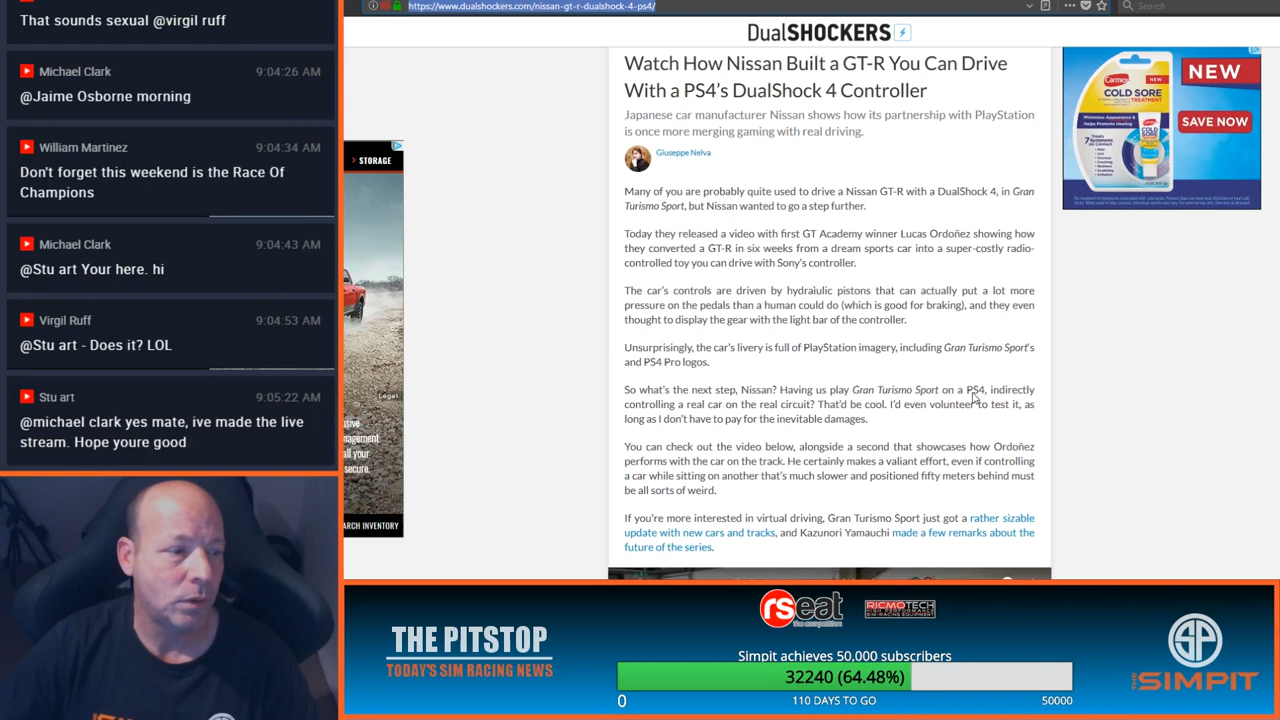 That sounds sexual @virgil ruff
Michael Clark 9:04:26 AM
@Jaime Osborne morning
William Martinez 9:04:34 AM
Don't forget this weekend is the Race Of
Champions
Michael Clark 9:04:43 AM
@Stu art Your here. hi
Virgil Ruff 9:04:53 AM
@Stu art - Does it? LOL
Stu art 9:05:22 AM
@michael clark yes mate, ive made the live
stream. Hope youre good
https://www.dualshockers.com/nissan-gt-r-dualshock-4-ps4/
Search
DualSHOCKERS
Watch How Nissan Built a GT-R You Can Drive
With a PS4's DualShock 4 Controller
Japanese car manufacturer Nissan shows how its partnership with PlayStation
is once more merging gaming with real driving.
Giuseppe Nelva
Many of you are probably quite used to drive a Nissan GT-R with a DualShock 4, in Gran
Turismo Sport, but Nissan wanted to go a step further.
Today they released a video with first GT Academy winner Lucas Ordoñez showing how
they converted a GT-R in six weeks from a dream sports car into a super-costly radio-
controlled toy you can drive with Sony's controller.
The car's controls are driven by hydraìulic pistons that can actually put a lot more
pressure on the pedals than a human could do (which is good for braking), and they even
thought to display the gear with the light bar of the controller.
Unsurprisingly, the car's livery is full of PlayStation imagery, including Gran Turismo Sport's
and PS4 Pro logos.
So what's the next step, Nissan? Having us play Gran Turismo Sport on a PS4, indirectly
controlling a real car on the real circuit? That'd be cool. I'd even volunteer to test it, as
long as I don't have to pay for the inevitable damages.
You can check out the video below, alongside a second that showcases how Ordoñez
performs with the car on the track. He certainly makes a valiant effort, even if controlling
a car while sitting on another that's much slower and positioned fifty meters behind must
be all sorts of weird.
If you're more interested in virtual driving, Gran Turismo Sport just got a rather sizable
update with new cars and tracks, and Kazunori Yamauchi made a few remarks about the
future of the series.
> STORAGE
Legal
all your
secure.
ARCH INVENTORY
Carmex
NEW
COLD SORE
TREATMENT
NEW
SAVE NOW
THE PITSTOP
TODAY'S SIM RACING NEWS
rseat
RICMOTECH
Simpit achieves 50,000 subscribers
32240 (64.48%)
0 110 DAYS TO GO 50000
SP
THE SIMPIT